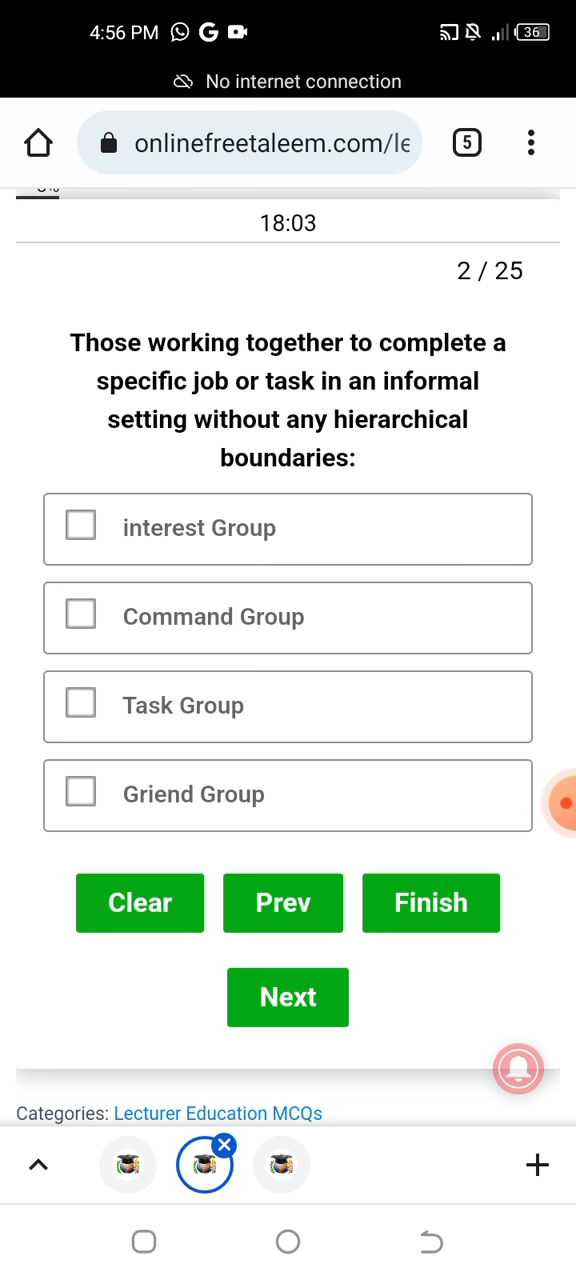 4:56 PM
36
No internet connection
onlinefreetaleem.com/le
5
18:03
2 / 25
Those working together to complete a
specific job or task in an informal
setting without any hierarchical
boundaries:
interest Group
Command Group
Task Group
Griend Group
Clear Prev Finish
Next
Categories: Lecturer Education MCQs